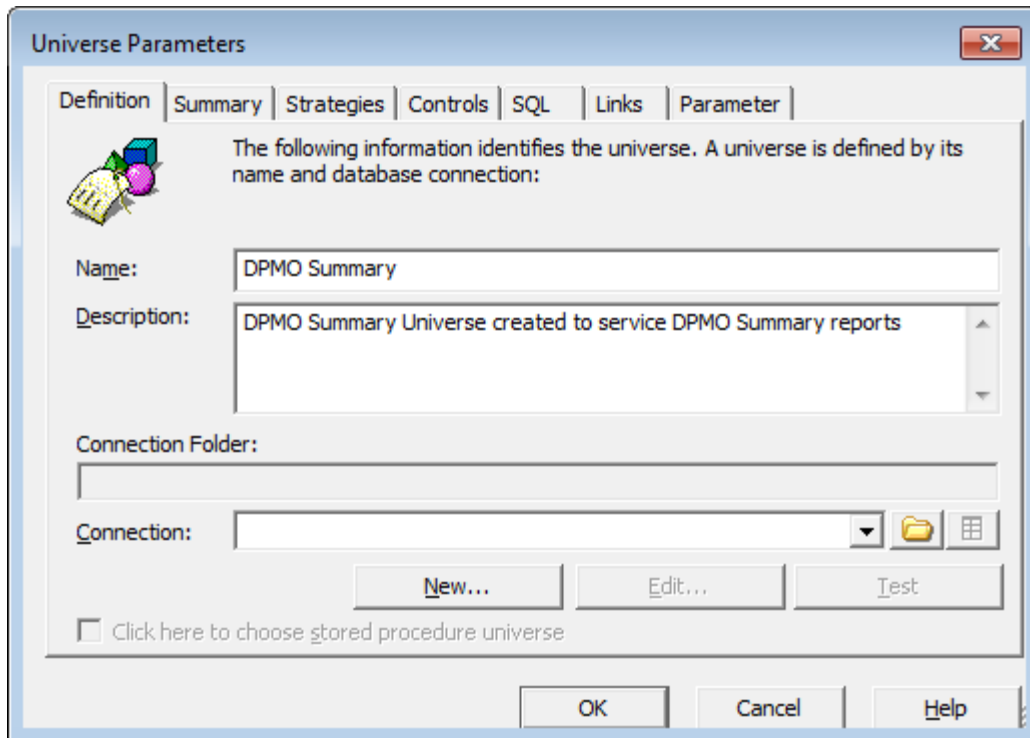 Universe Parameters
Definition Summary Strategies Controls SQL Links Parameter
The following information identifies the universe. A universe is defined by its
name and database connection:
Name: DPMO Summary
Description: DPMO Summary Universe created to service DPMO Summary reports
Connection Folder:
Connection:
New... Edit... Test
Click here to choose stored procedure universe
OK Cancel Help